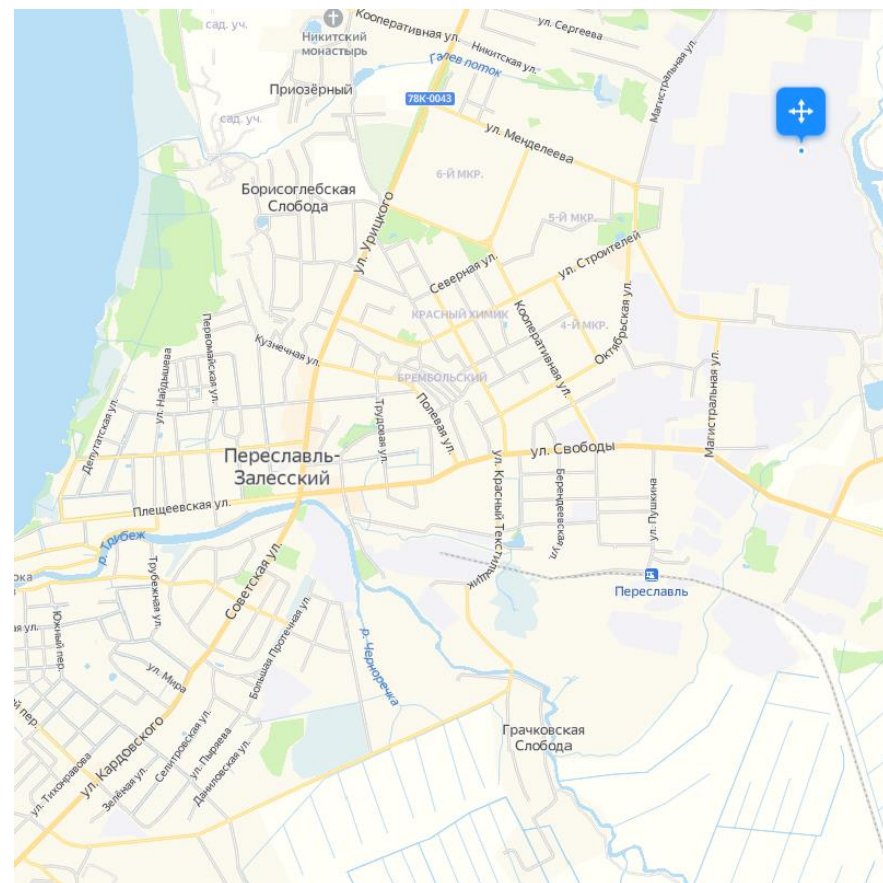 сад. уч.
Кооперативная ул.
ул. Сергеева
Никитский
монастырь
Никитская ул.
Галев поток
Магистральная ул.
Приозёрный
78К-0043
сад. уч.
ул. Менделеева
6-Й МКР.
Борисоглебская
Слобода
5-Й МКР.
ул. Урицкого
Северная ул.
ул. Строителей
Первомайская ул.
КРАСНЫЙ ХИМИК
Кооперативная ул.
4-Й МКР.
Октябрьская ул.
Кузнечная ул.
ул. Найдышева
БРЕМБОЛЬСКИЙ
Магистральная ул.
Депутатская ул.
Трудовая ул.
Полевая ул.
Переславль-
Залесский
ул. Свободы
ул. Красный Текстильщик
Берендеевская ул.
ул. Пушкина
Плещеевская ул.
р. Трубеж
Советская ул.
Трубежная ул.
Переславль
Южный пер.
Большая Протечная ул.
р. Черноречка
ул. Мира
пер.
Селитровская ул.
ул. Пыряева
Даниловская ул.
Грачковская
Слобода
ул. Кардовского
ул. Тихонравова
Зелёная ул.